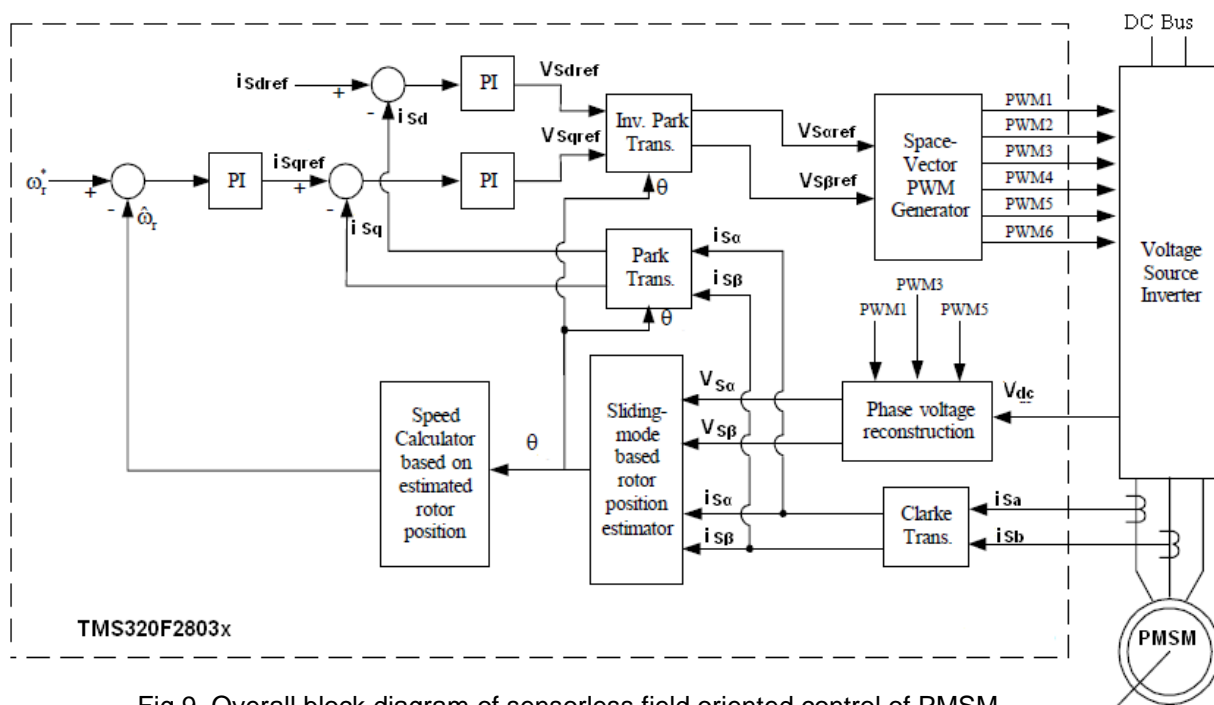 DC Bus
iSdref
+
-
iSd
PI
VSdref
VSqref
Inv. Park
Trans.
θ
VSαref
VSβref
Space-
Vector
PWM
Generator
PWM1
PWM2
PWM3
PWM4
PWM5
PWM6
Voltage
Source
Inverter
ωr*
+
-
ω̂r
PI
iSqref
+
-
iSq
PI
Park
Trans.
θ
iSα
iSβ
PWM3
PWM1
PWM5
Speed
Calculator
based on
estimated
rotor
position
θ
Sliding-
mode
based
rotor
position
estimator
VSα
VSβ
iSα
iSβ
Phase voltage
reconstruction
Vdc
Clarke
Trans.
iSa
iSb
TMS320F2803x
PMSM
Fig 9. Overall block diagram of sensorless field oriented control of PMSM